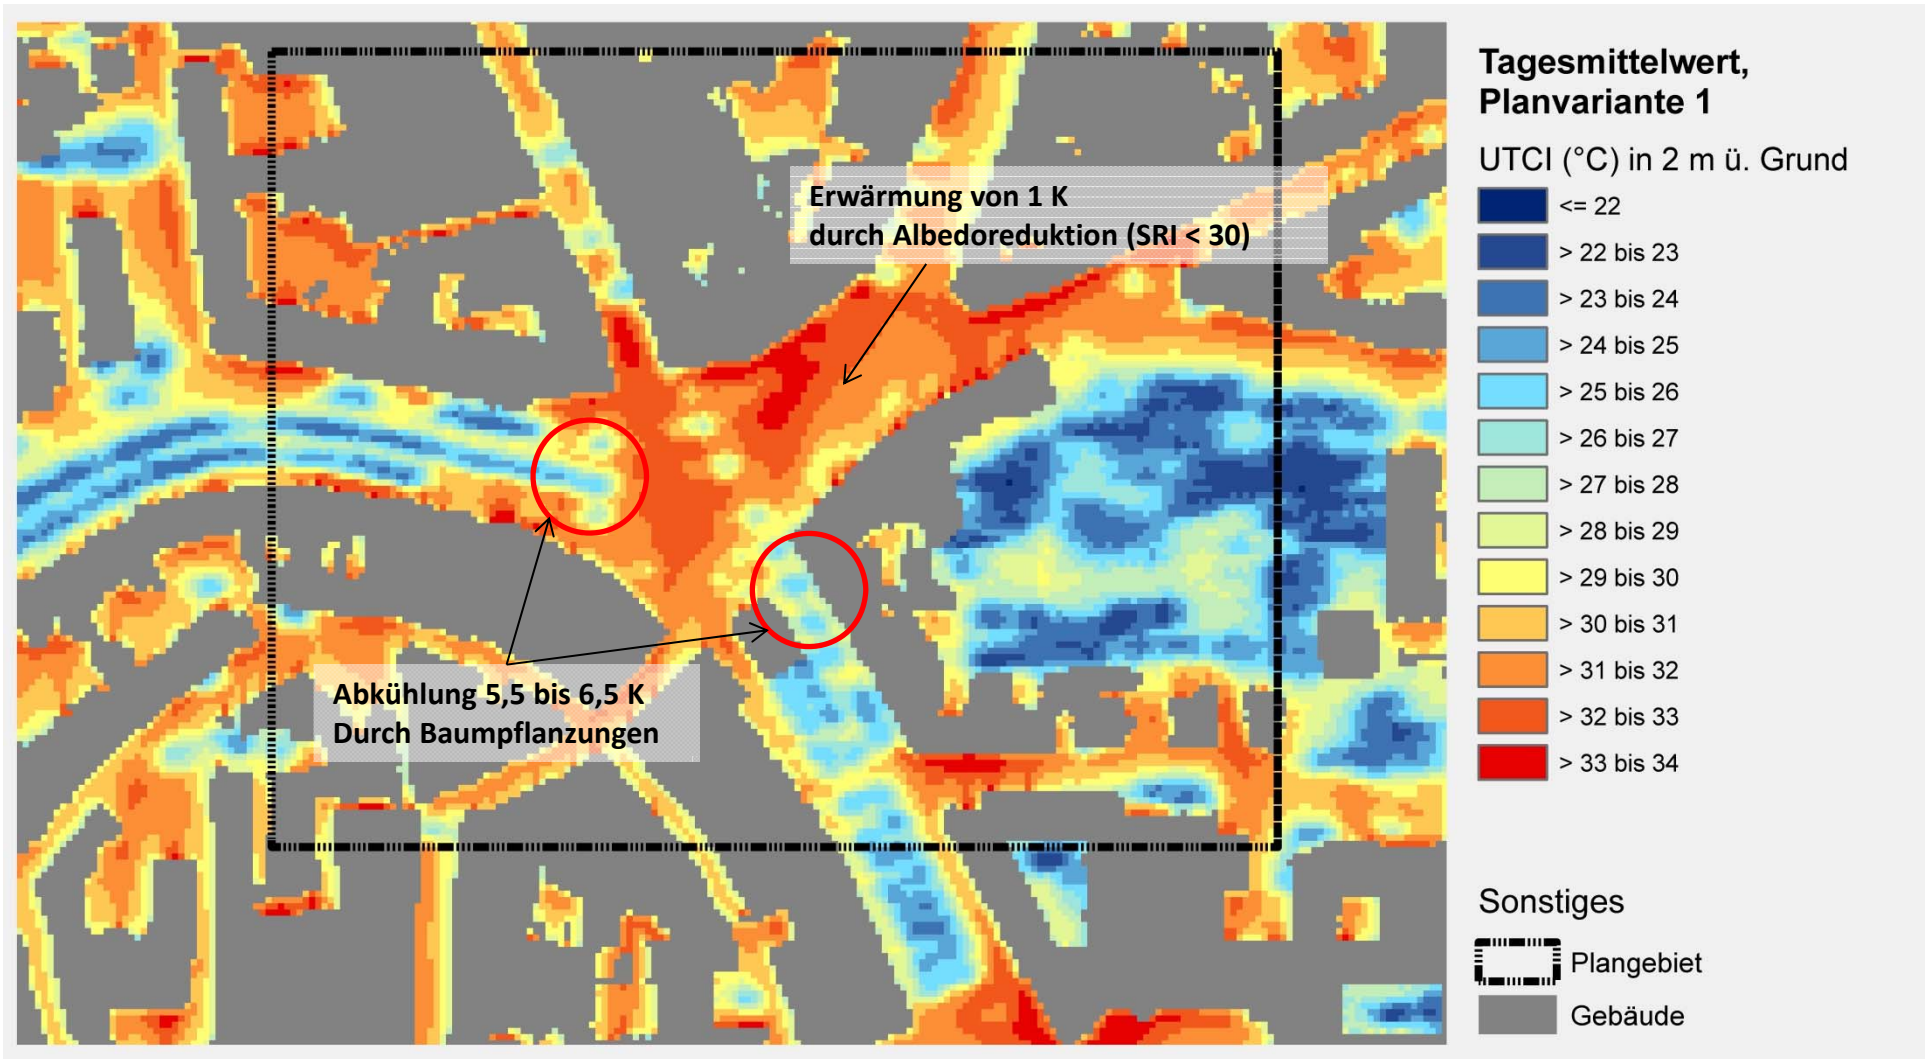 Tagesmittelwert,
Planvariante 1
UTCI (°C) in 2 m ü. Grund
<= 22
> 22 bis 23
> 23 bis 24
> 24 bis 25
> 25 bis 26
> 26 bis 27
> 27 bis 28
> 28 bis 29
> 29 bis 30
> 30 bis 31
> 31 bis 32
> 32 bis 33
> 33 bis 34
Sonstiges
Plangebiet
Gebäude
Erwärmung von 1 K
durch Albedoreduktion (SRI < 30)
Abkühlung 5,5 bis 6,5 K
Durch Baumpflanzungen